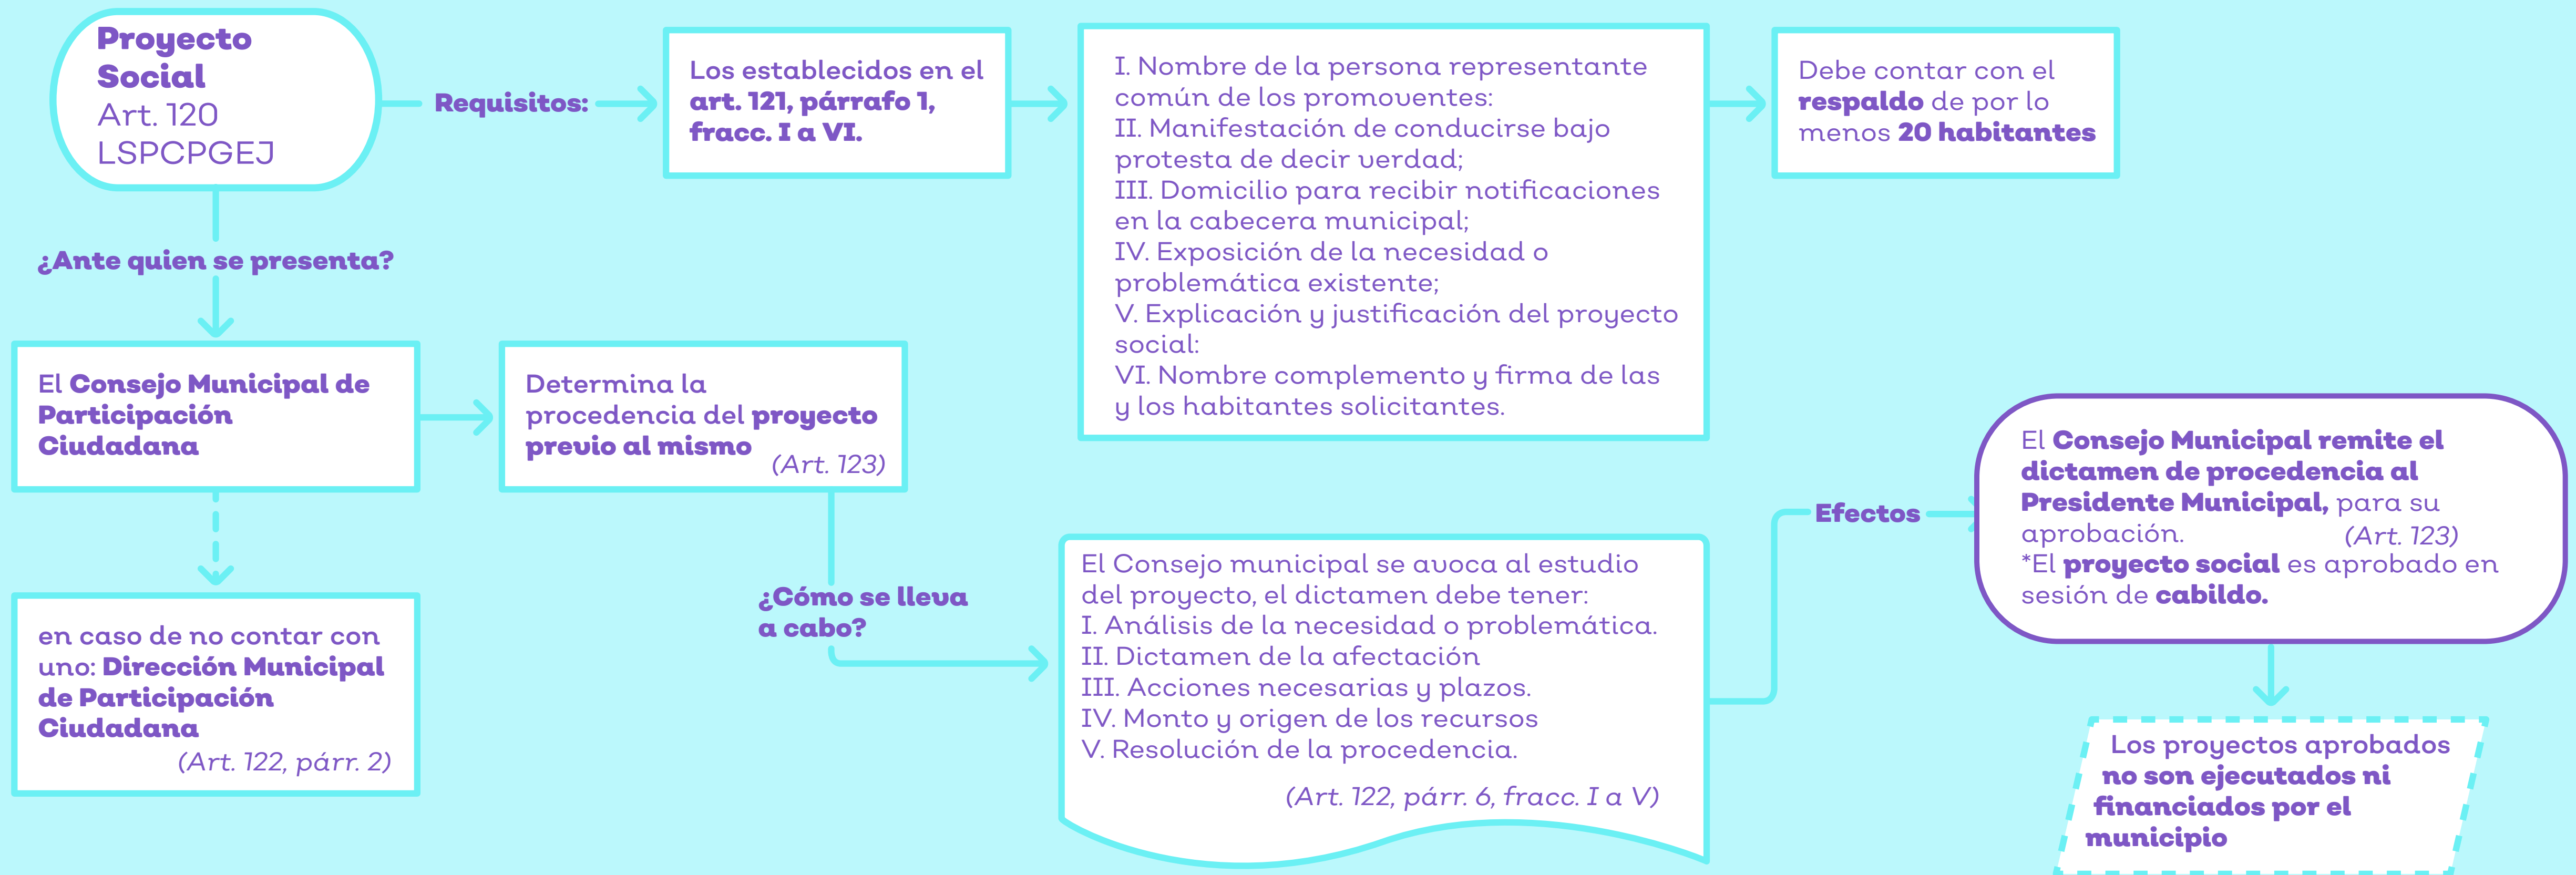 Proyecto
Social
Art. 120
LSPCPGEJ
Requisitos:
Los establecidos en el
art. 121, párrafo 1,
fracc. I a VI.
I. Nombre de la persona representante
común de los promoventes:
II. Manifestación de conducirse bajo
protesta de decir verdad;
III. Domicilio para recibir notificaciones
en la cabecera municipal;
IV. Exposición de la necesidad o
problemática existente;
V. Explicación y justificación del proyecto
social:
VI. Nombre complemento y firma de las
y los habitantes solicitantes.
Debe contar con el
respaldo de por lo
menos 20 habitantes
¿Ante quien se presenta?
El Consejo Municipal de
Participación
Ciudadana
Determina la
procedencia del proyecto
previo al mismo
(Art. 123)
en caso de no contar con
uno: Dirección Municipal
de Participación
Ciudadana
(Art. 122, párr. 2)
¿Cómo se lleva
a cabo?
El Consejo municipal se avoca al estudio
del proyecto, el dictamen debe tener:
I. Análisis de la necesidad o problemática.
II. Dictamen de la afectación
III. Acciones necesarias y plazos.
IV. Monto y origen de los recursos
V. Resolución de la procedencia.
(Art. 122, párr. 6, fracc. I a V)
Efectos
El Consejo Municipal remite el
dictamen de procedencia al
Presidente Municipal, para su
aprobación. (Art. 123)
*El proyecto social es aprobado en
sesión de cabildo.
Los proyectos aprobados
no son ejecutados ni
financiados por el
municipio